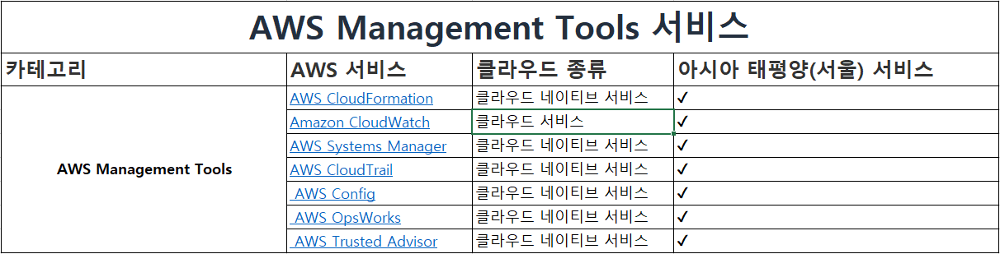 AWS Management Tools 서비스
카테고리 AWS 서비스 클라우드 종류 아시아 태평양(서울) 서비스
AWS CloudFormation 클라우드 네이티브 서비스 ✓
Amazon CloudWatch 클라우드 서비스 ✓
AWS Systems Manager 클라우드 네이티브 서비스 ✓
AWS Management Tools AWS CloudTrail 클라우드 네이티브 서비스 ✓
AWS Config 클라우드 네이티브 서비스 ✓
AWS OpsWorks 클라우드 네이티브 서비스 ✓
AWS Trusted Advisor 클라우드 네이티브 서비스 ✓